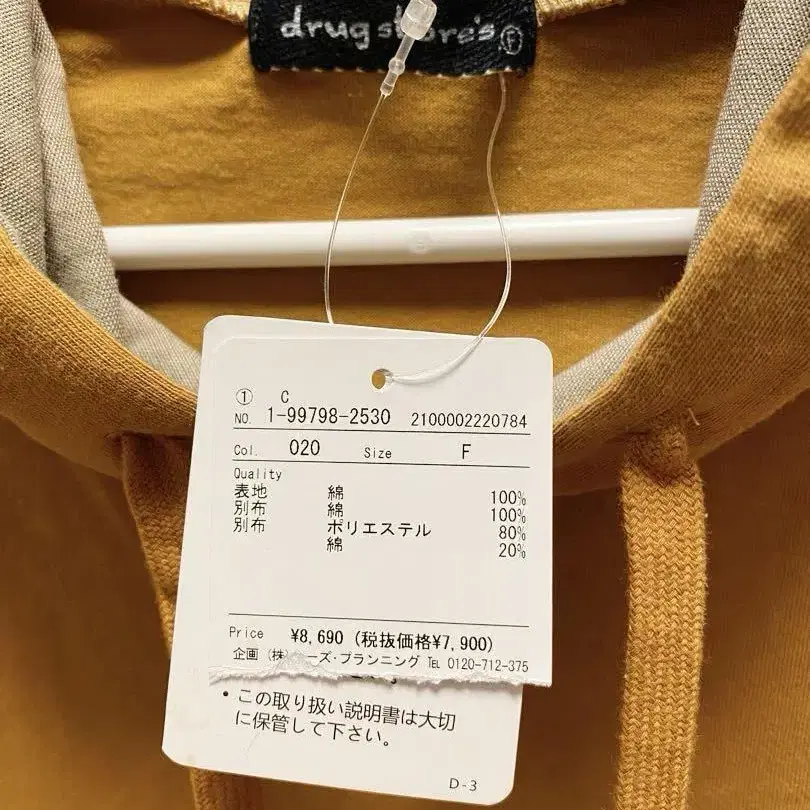 drug store's
F
① C
NO. 1-99798-2530 2100002220784
Col. 020 Size F
Quality
表地 綿 100%
別布 綿 100%
別布 ポリエステル 80%
綿 20%
Price ¥8,690 (税抜価格¥7,900)
企画 (株)ーズ・プランニング TEL 0120-712-375
・この取り扱い説明書は大切
に保管して下さい。
D-3